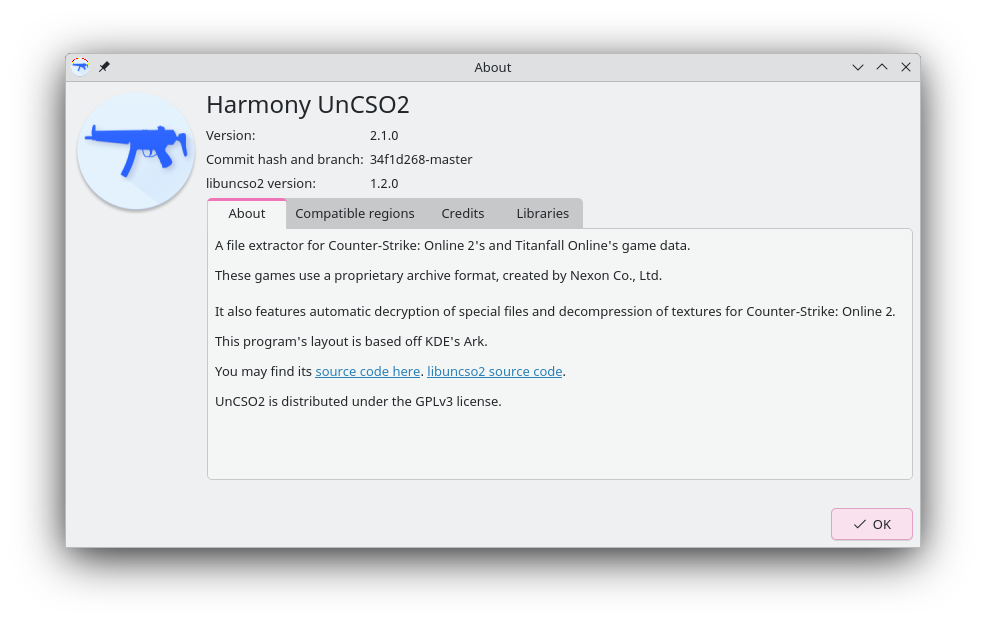 About
Harmony UnCSO2
Version: 2.1.0
Commit hash and branch: 34f1d268-master
libuncso2 version: 1.2.0
About Compatible regions Credits Libraries
A file extractor for Counter-Strike: Online 2's and Titanfall Online's game data.
These games use a proprietary archive format, created by Nexon Co., Ltd.
It also features automatic decryption of special files and decompression of textures for Counter-Strike: Online 2.
This program's layout is based off KDE's Ark.
You may find its source code here. libuncso2 source code.
UnCSO2 is distributed under the GPLv3 license.
OK